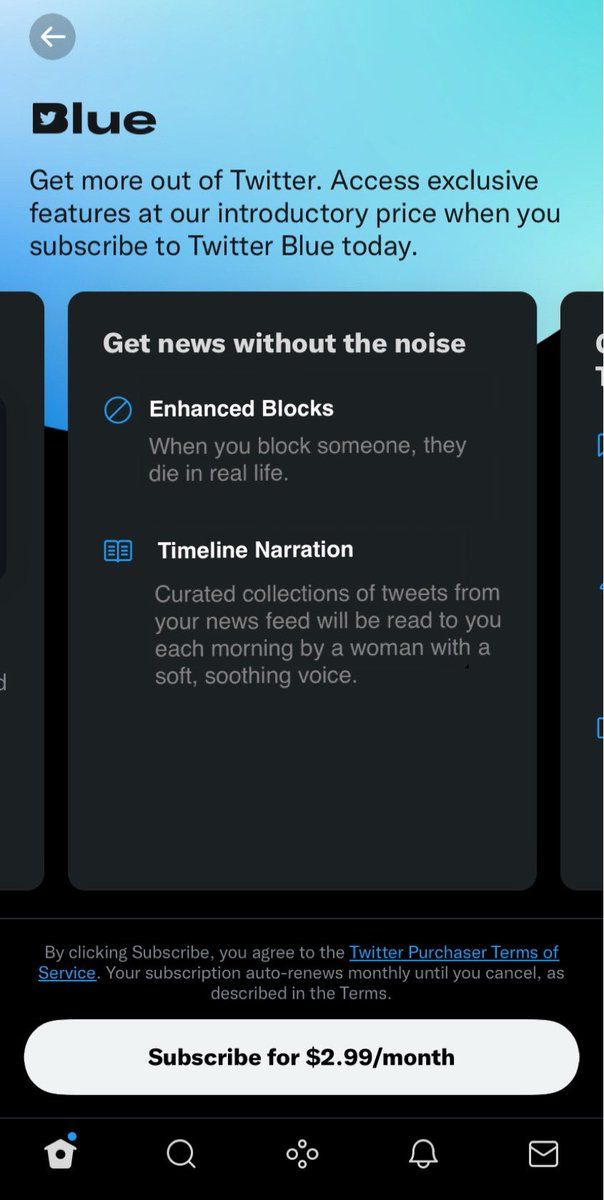 Blue
Get more out of Twitter. Access exclusive
features at our introductory price when you
subscribe to Twitter Blue today.
Get news without the noise
Enhanced Blocks
When you block someone, they
die in real life.
Timeline Narration
Curated collections of tweets from
your news feed will be read to you
each morning by a woman with a
soft, soothing voice.
d
By clicking Subscribe, you agree to the Twitter Purchaser Terms of
Service. Your subscription auto-renews monthly until you cancel, as
described in the Terms.
Subscribe for $2.99/month